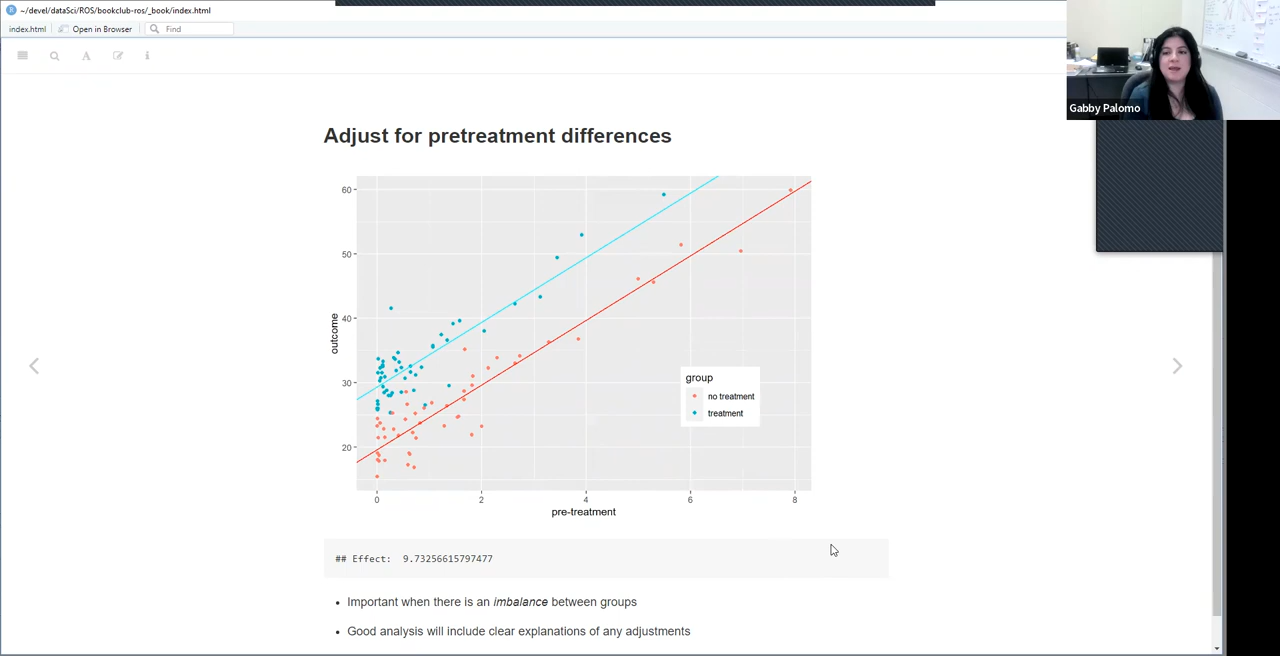 ~/devel/dataSci/ROS/bookclub-ros/_book/index.html
index.html Open in Browser Find
Gabby Palomo
Adjust for pretreatment differences
60
50
40
30
20
outcome
group
no treatment
treatment
0 2 4 6 8
pre-treatment
## Effect: 9.73256615797477
• Important when there is an imbalance between groups
• Good analysis will include clear explanations of any adjustments